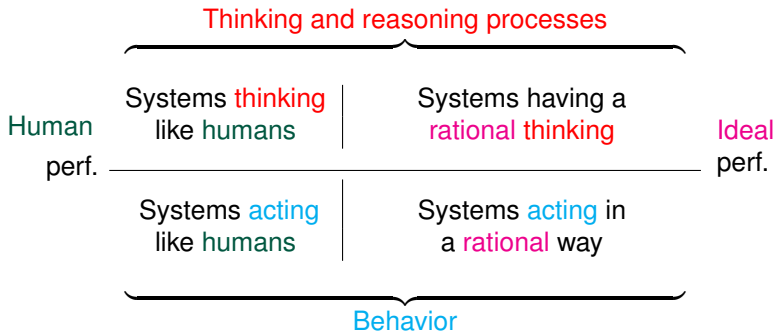 Thinking and reasoning processes
Systems thinking
like humans
Systems having a
rational thinking
Human
perf.
Ideal
perf.
Systems acting
like humans
Systems acting in
a rational way
Behavior